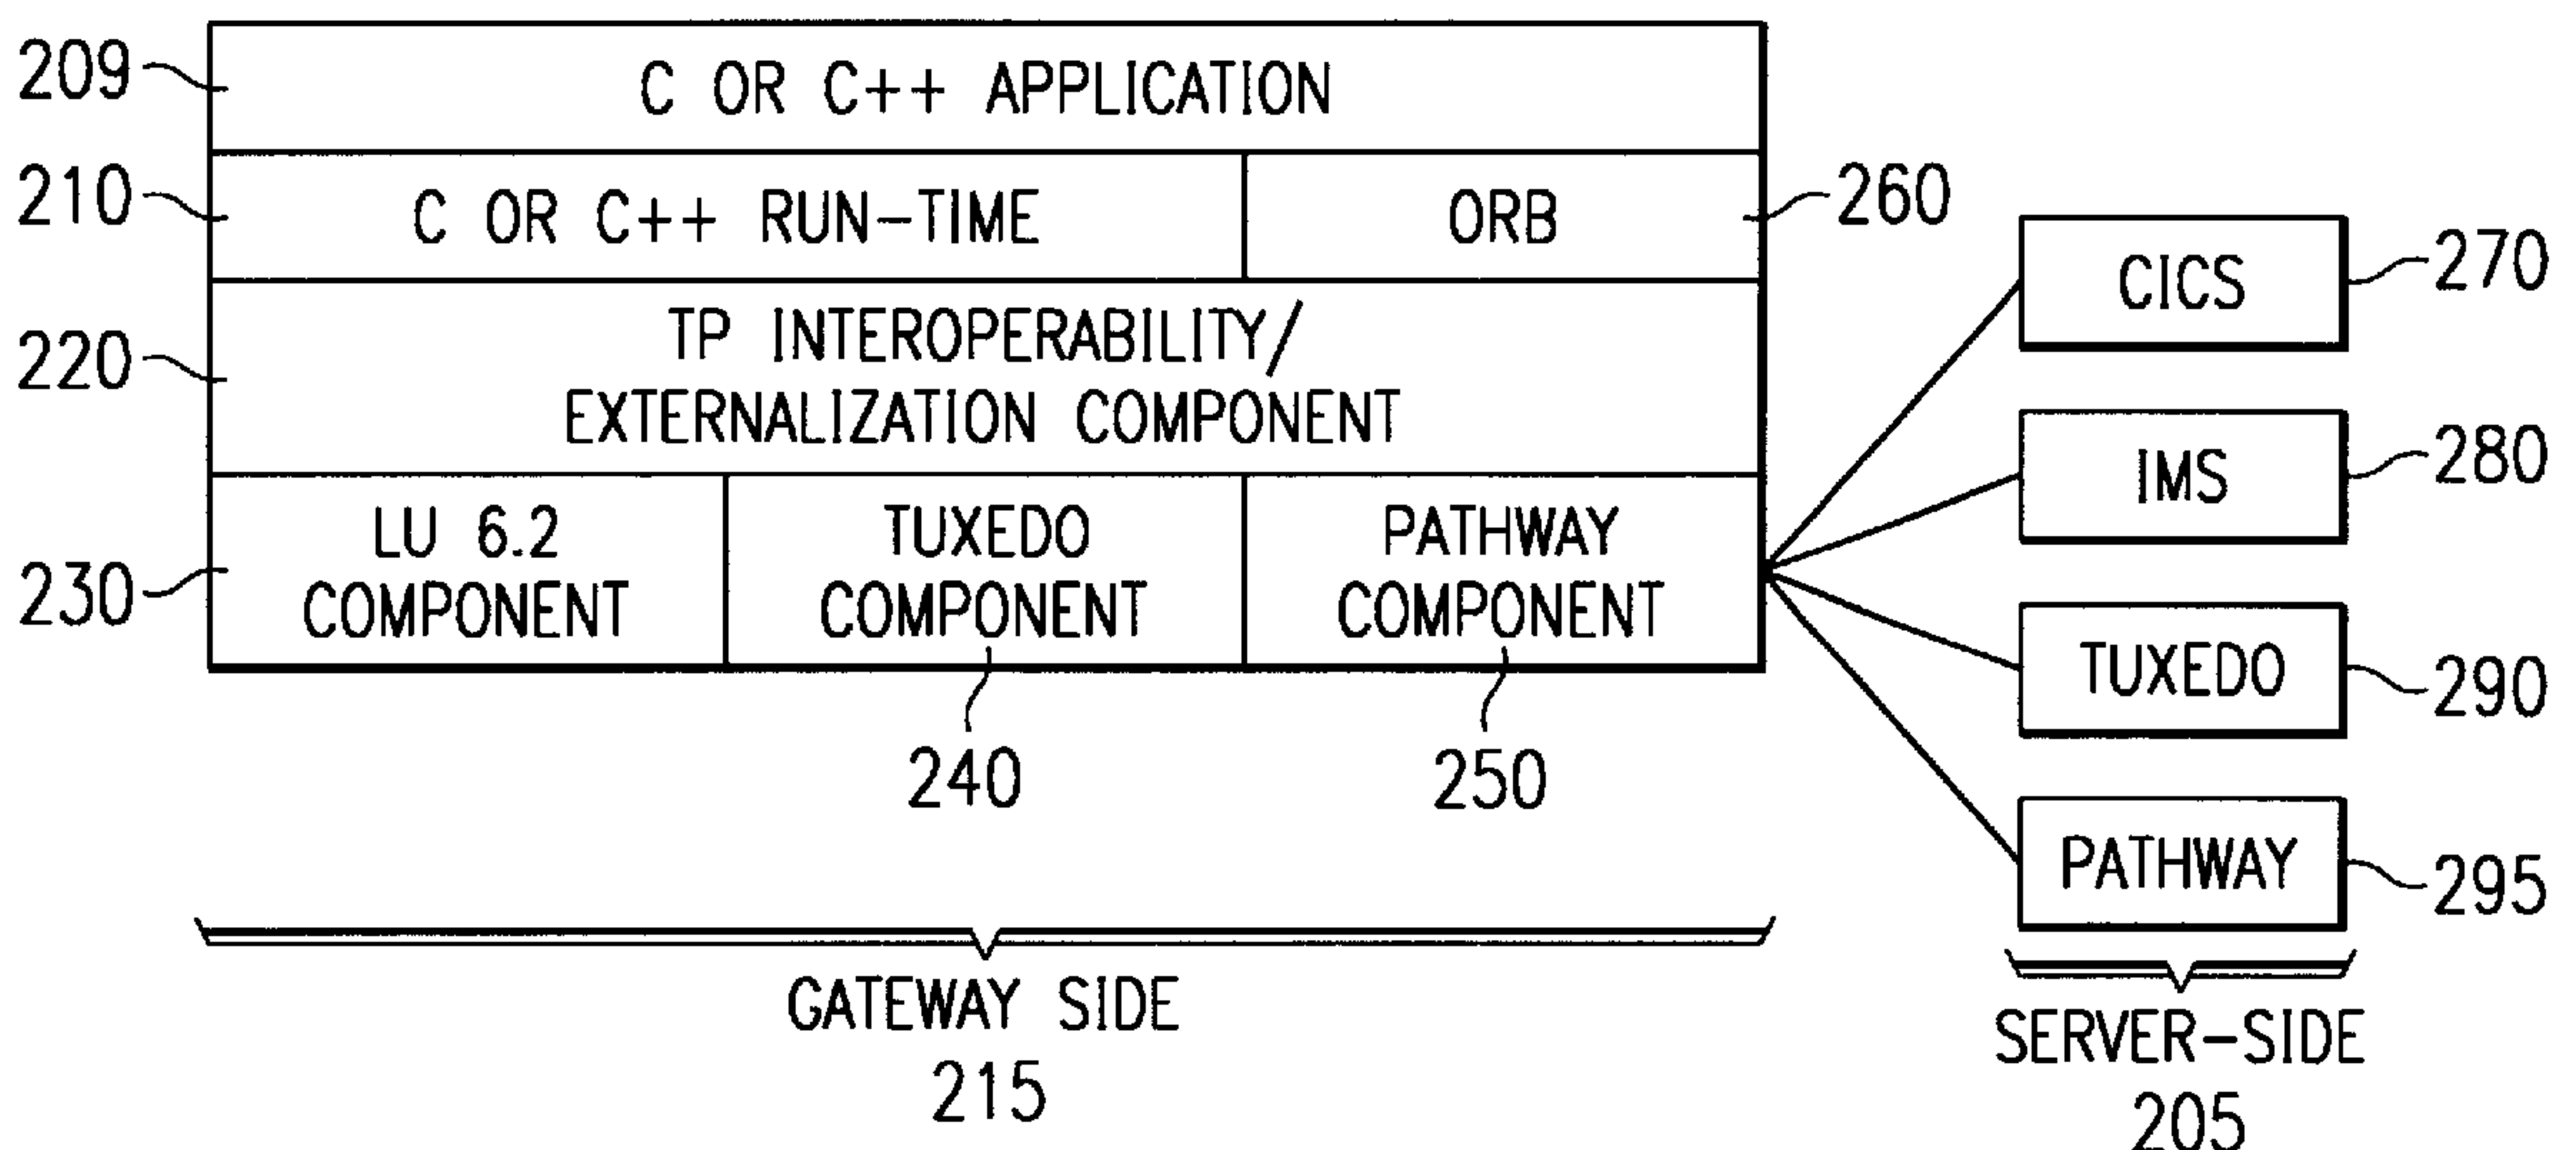 209
C OR C++ APPLICATION
210
C OR C++ RUN-TIME
ORB
260
220
TP INTEROPERABILITY/
EXTERNALIZATION COMPONENT
230
LU 6.2
COMPONENT
TUXEDO
COMPONENT
PATHWAY
COMPONENT
240
250
CICS
270
IMS
280
TUXEDO
290
PATHWAY
295
GATEWAY SIDE
215
SERVER-SIDE
205